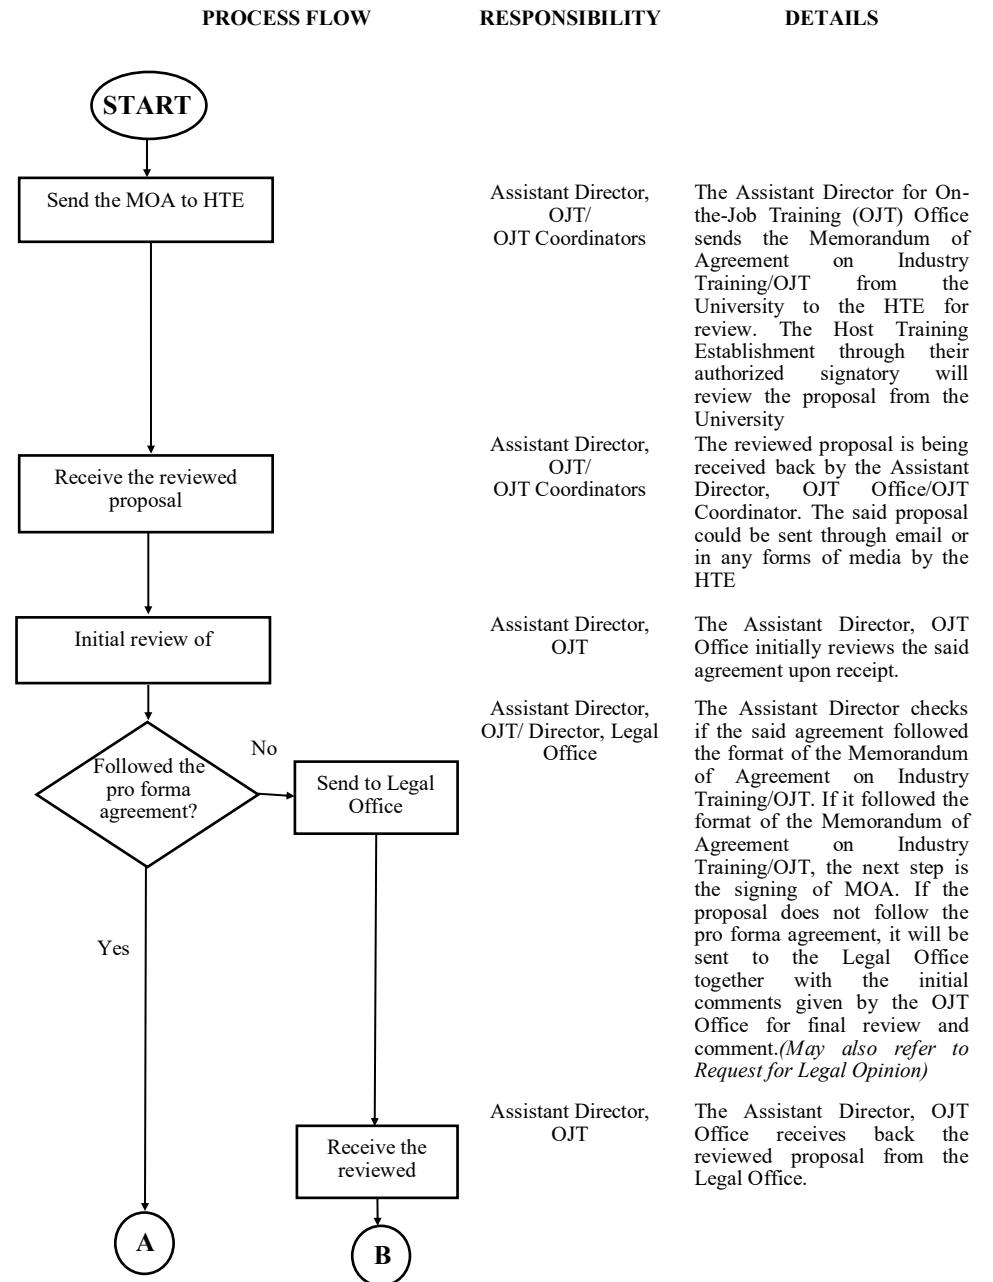 PROCESS FLOW RESPONSIBILITY DETAILS
START
Send the MOA to HTE
Assistant Director,
OJT/
OJT Coordinators
The Assistant Director for On-
the-Job Training (OJT) Office
sends the Memorandum of
Agreement on Industry
Training/OJT from the
University to the HTE for
review. The Host Training
Establishment through their
authorized signatory will
review the proposal from the
University
Receive the reviewed
proposal
Assistant Director,
OJT/
OJT Coordinators
The reviewed proposal is being
received back by the Assistant
Director, OJT Office/OJT
Coordinator. The said proposal
could be sent through email or
in any forms of media by the
HTE
Initial review of
Assistant Director,
OJT
The Assistant Director, OJT
Office initially reviews the said
agreement upon receipt.
Followed the
pro forma
agreement?
No
Send to Legal
Office
Yes
Assistant Director,
OJT/ Director, Legal
Office
The Assistant Director checks
if the said agreement followed
the format of the Memorandum
of Agreement on Industry
Training/OJT. If it followed the
format of the Memorandum of
Agreement on Industry
Training/OJT, the next step is
the signing of MOA. If the
proposal does not follow the
pro forma agreement, it will be
sent to the Legal Office
together with the initial
comments given by the OJT
Office for final review and
comment.(May also refer to
Request for Legal Opinion)
Receive the
reviewed
Assistant Director,
OJT
The Assistant Director, OJT
Office receives back the
reviewed proposal from the
Legal Office.
A
B